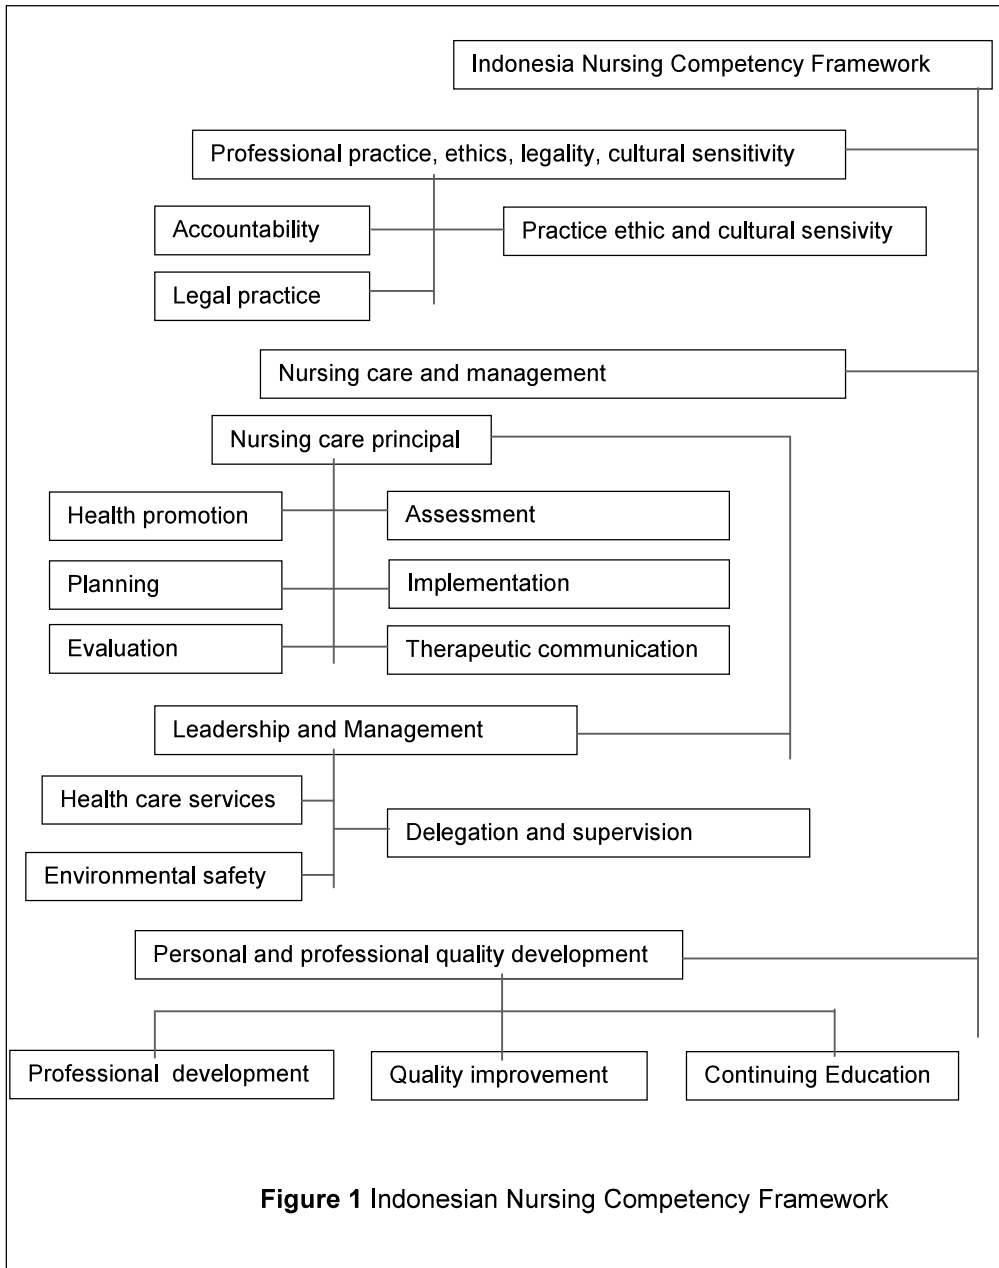 Indonesia Nursing Competency Framework
Professional practice, ethics, legality, cultural sensitivity
Accountability
Practice ethic and cultural sensivity
Legal practice
Nursing care and management
Nursing care principal
Health promotion
Assessment
Planning
Implementation
Evaluation
Therapeutic communication
Leadership and Management
Health care services
Delegation and supervision
Environmental safety
Personal and professional quality development
Professional  development
Quality improvement
Continuing Education
Figure 1 Indonesian Nursing Competency Framework